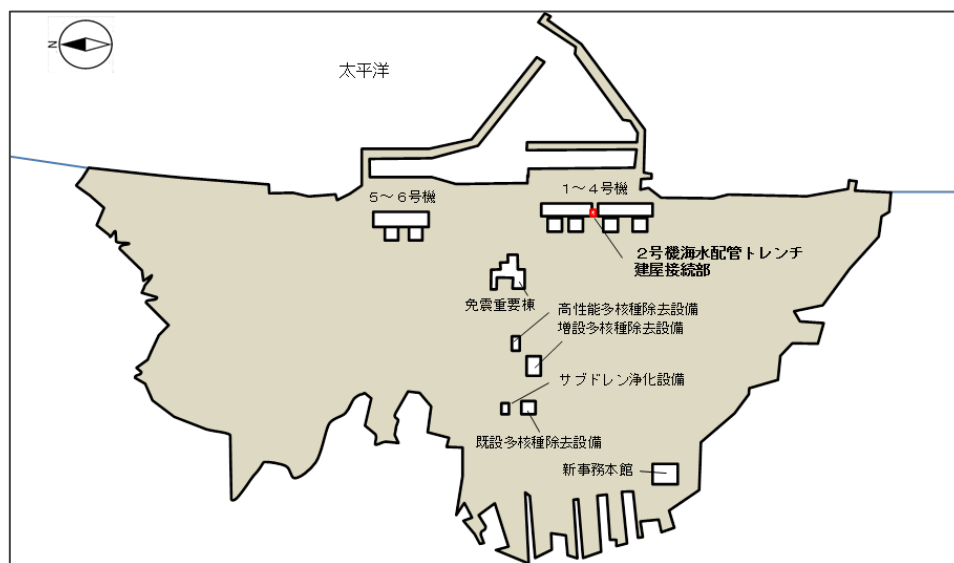 N
太平洋
5～6号機
1～4号機
２号機海水配管トレンチ
建屋接続部
免震重要棟
高性能多核種除去設備
増設多核種除去設備
サブドレン浄化設備
既設多核種除去設備
新事務本館